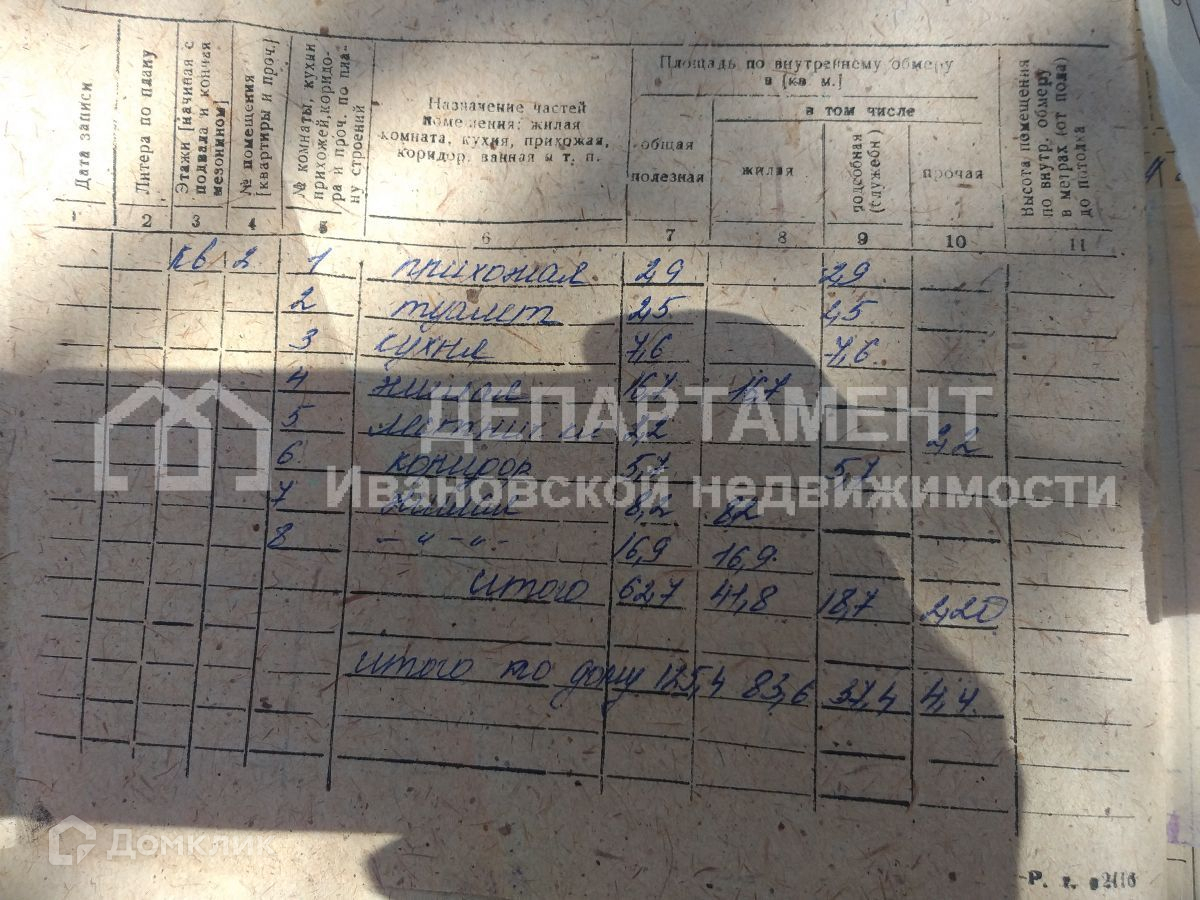 Дата записи
Литера по плану
Этажи [начиная с подвала и кончая мезонином]
№ помещения [квартиры и проч.]
№ комнаты, кухни прихожей, коридора и проч. по плану строений
Назначение частей
помещения: жилая
комната, кухня, прихожая,
коридор, ванная и т. п.
Площадь по внутреннему обмеру
в [кв м.]
в том числе
общая
полезная
жилая
подсобная (служебн)
прочая
Высота помещения по внутр. обмеру в метрах (от пола) до потолка
2 3 4 5 6 7 8 9 10 11
кв 2 1 прихожая 2,9 2,9
2 туалет 2,5 2,5
3 кухня 7,6 7,6
4 жилая 16,7 16,7
5 2,2 2,2
6 коридор 5,7 5,7
7 жилая 8,2 8,2
8 – " – " – 16,9 16,9
итого 62,7 41,8 18,7 2,20
итого по дому 125,4 83,6 37,4 4,4
ДЕПАРТАМЕНТ
Ивановской недвижимости
Домклик
Р. т.